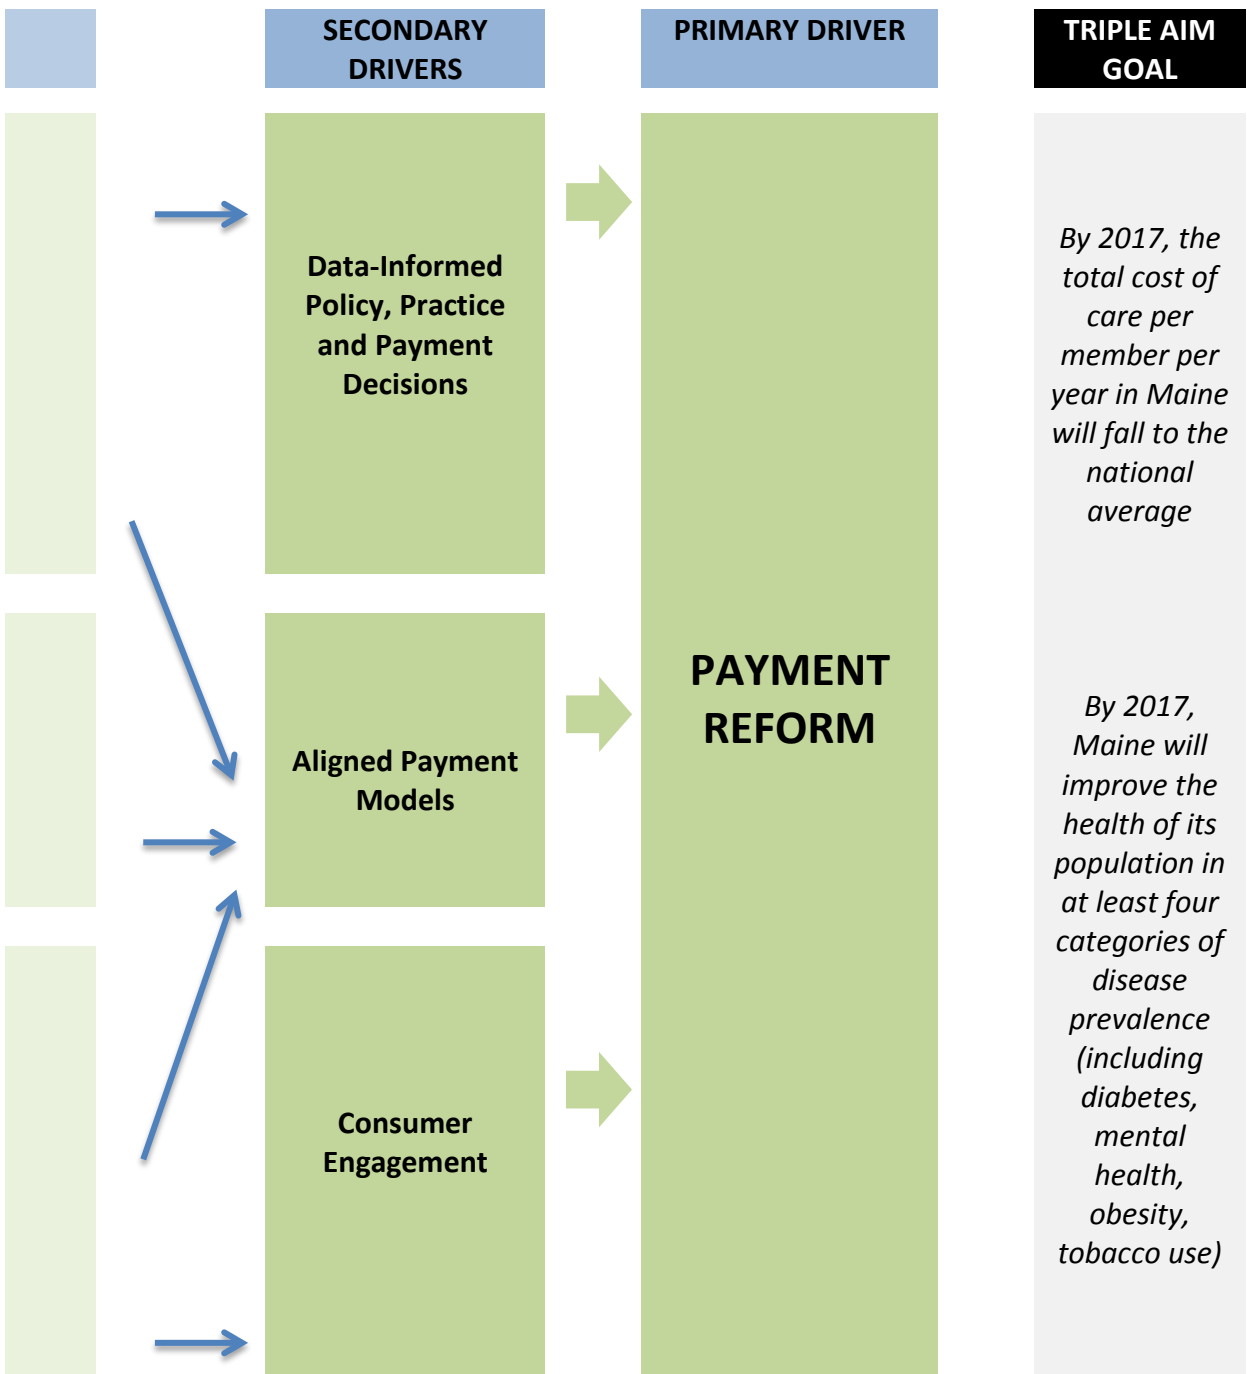 SECONDARY
DRIVERS
PRIMARY DRIVER
TRIPLE AIM
GOAL
Data-Informed
Policy, Practice
and Payment
Decisions
Aligned Payment
Models
Consumer
Engagement
PAYMENT
REFORM
By 2017, the
total cost of
care per
member per
year in Maine
will fall to the
national
average
By 2017,
Maine will
improve the
health of its
population in
at least four
categories of
disease
prevalence
(including
diabetes,
mental
health,
obesity,
tobacco use)